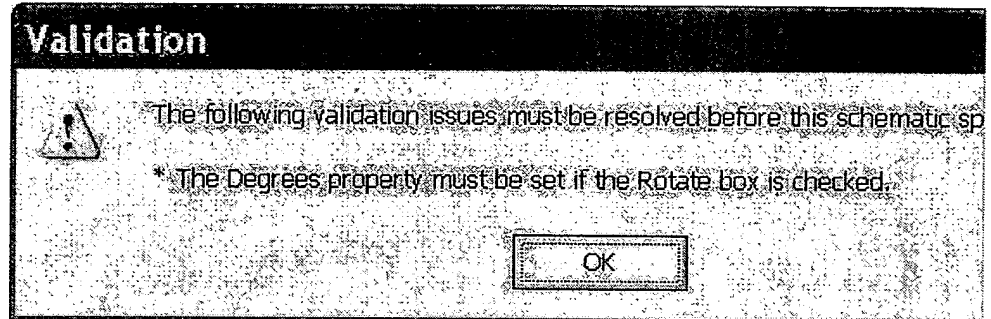 Validation
The following validation issues must be resolved before this schematic sp
* The Degrees property must be set if the Rotate box is checked.
OK